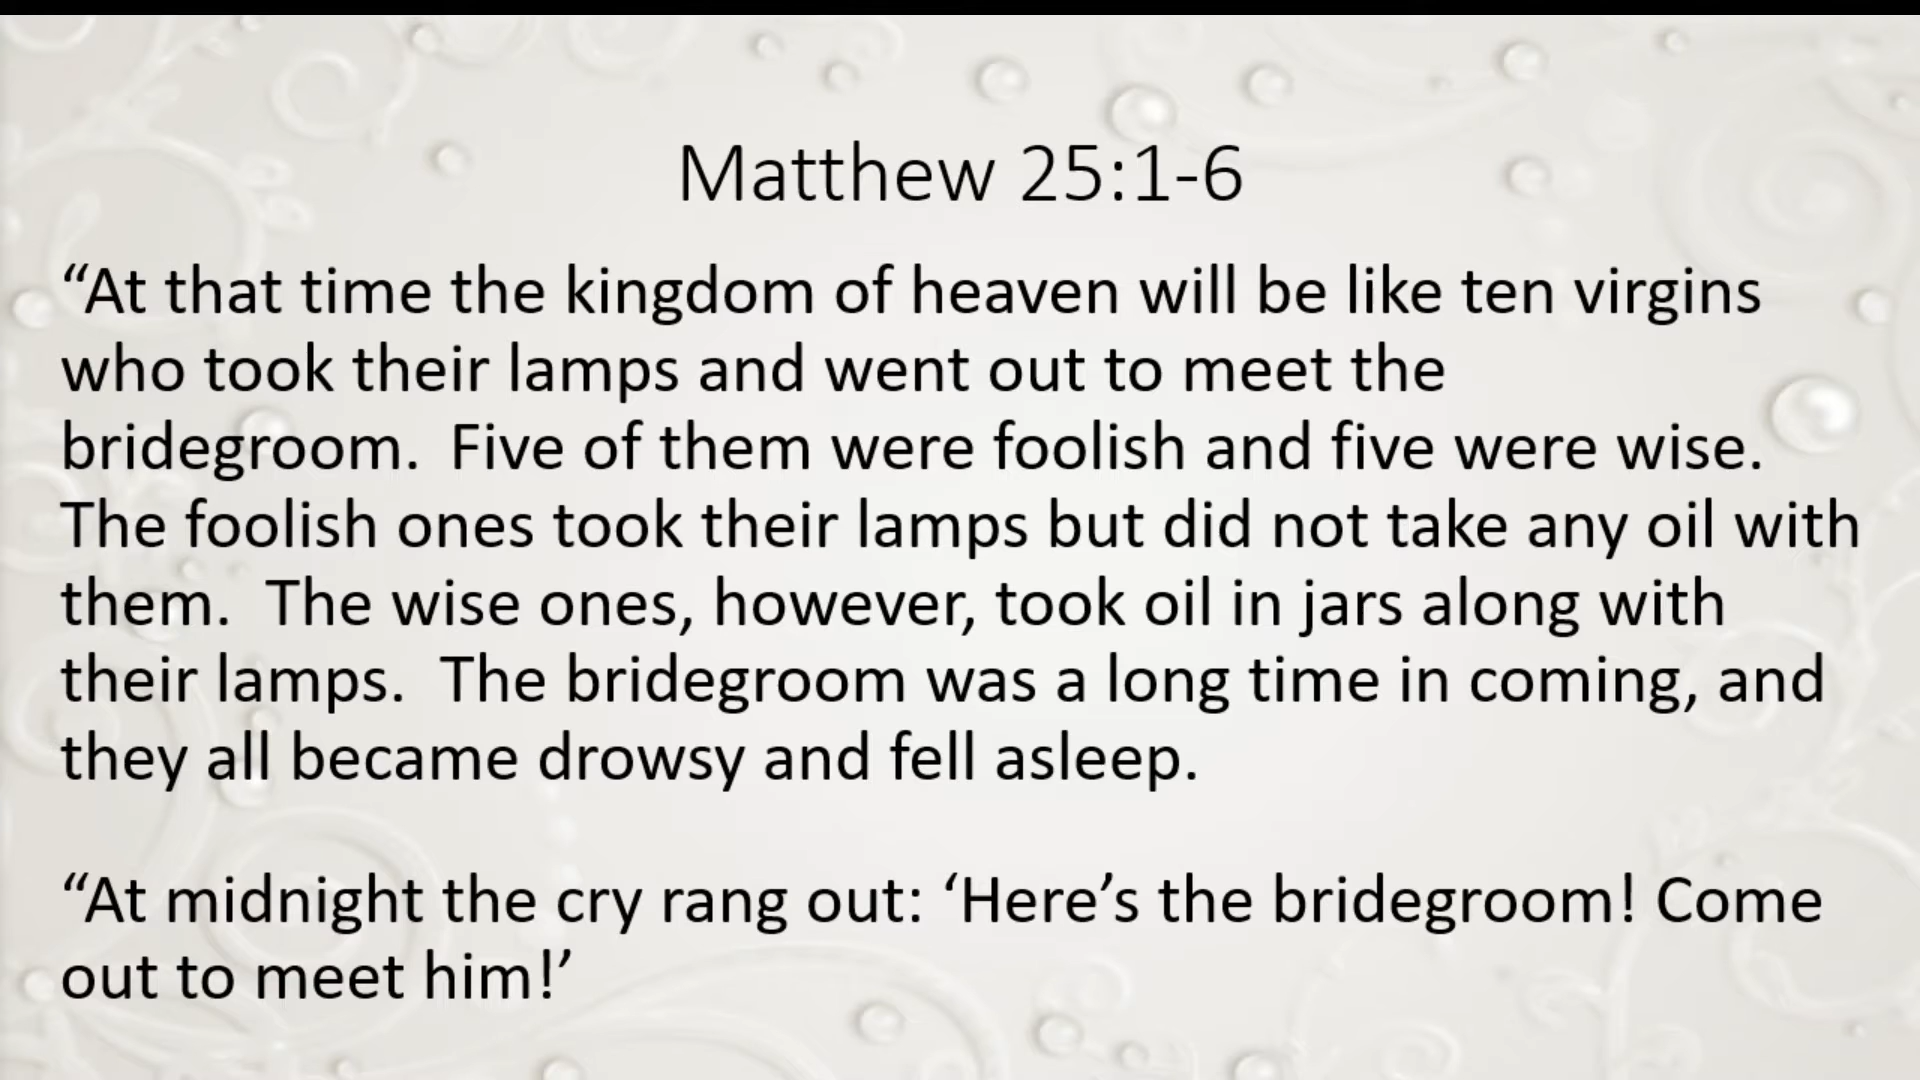 Matthew 25:1-6
“At that time the kingdom of heaven will be like ten virgins
who took their lamps and went out to meet the
bridegroom.  Five of them were foolish and five were wise.
The foolish ones took their lamps but did not take any oil with
them.  The wise ones, however, took oil in jars along with
their lamps.  The bridegroom was a long time in coming, and
they all became drowsy and fell asleep.
“At midnight the cry rang out: ‘Here’s the bridegroom! Come
out to meet him!’